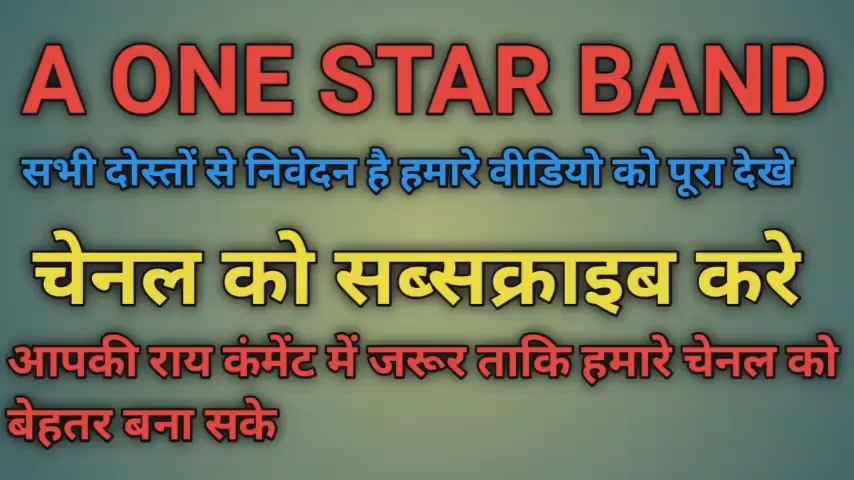 A ONE STAR BAND
सभी दोस्तों से निवेदन है हमारे वीडियो को पूरा देखे
चेनल को सब्सक्राइब करे
आपकी राय कंमेंट में जरूर ताकि हमारे चेनल को
बेहतर बना सके